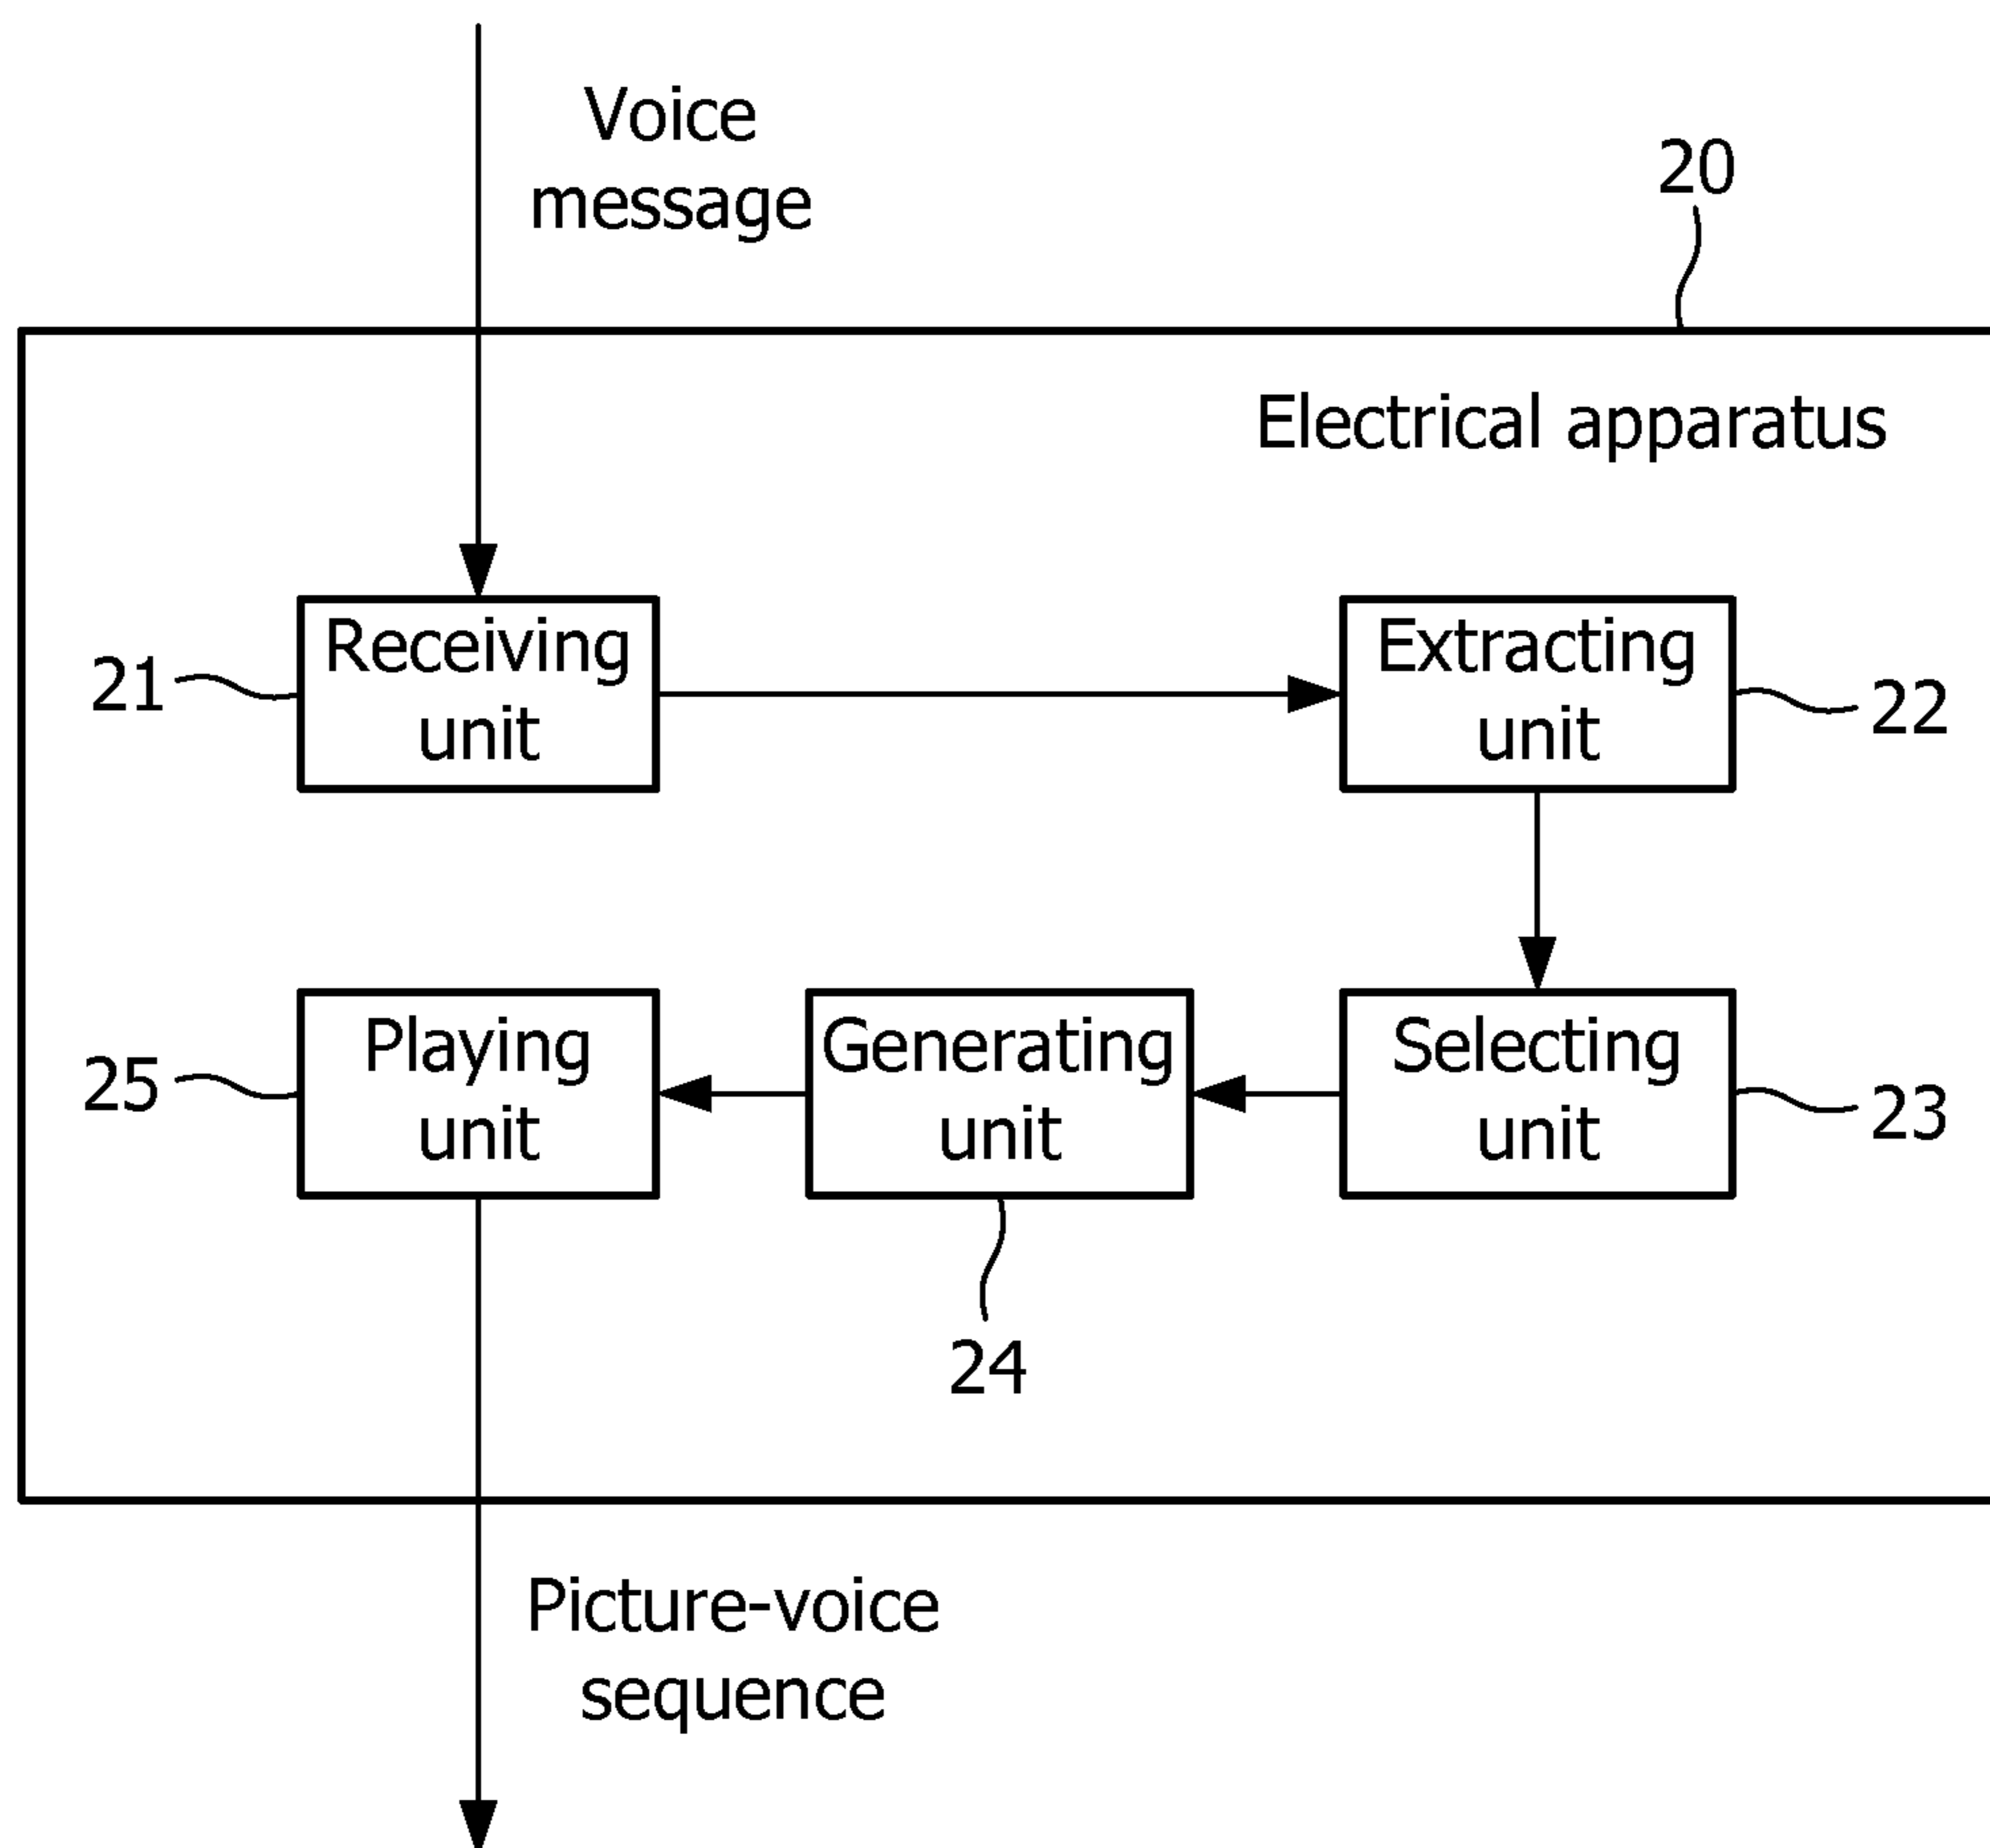 Voice
message
20
Electrical apparatus
21
Receiving
unit
Extracting
unit
22
25
Playing
unit
Generating
unit
Selecting
unit
23
24
Picture-voice
sequence